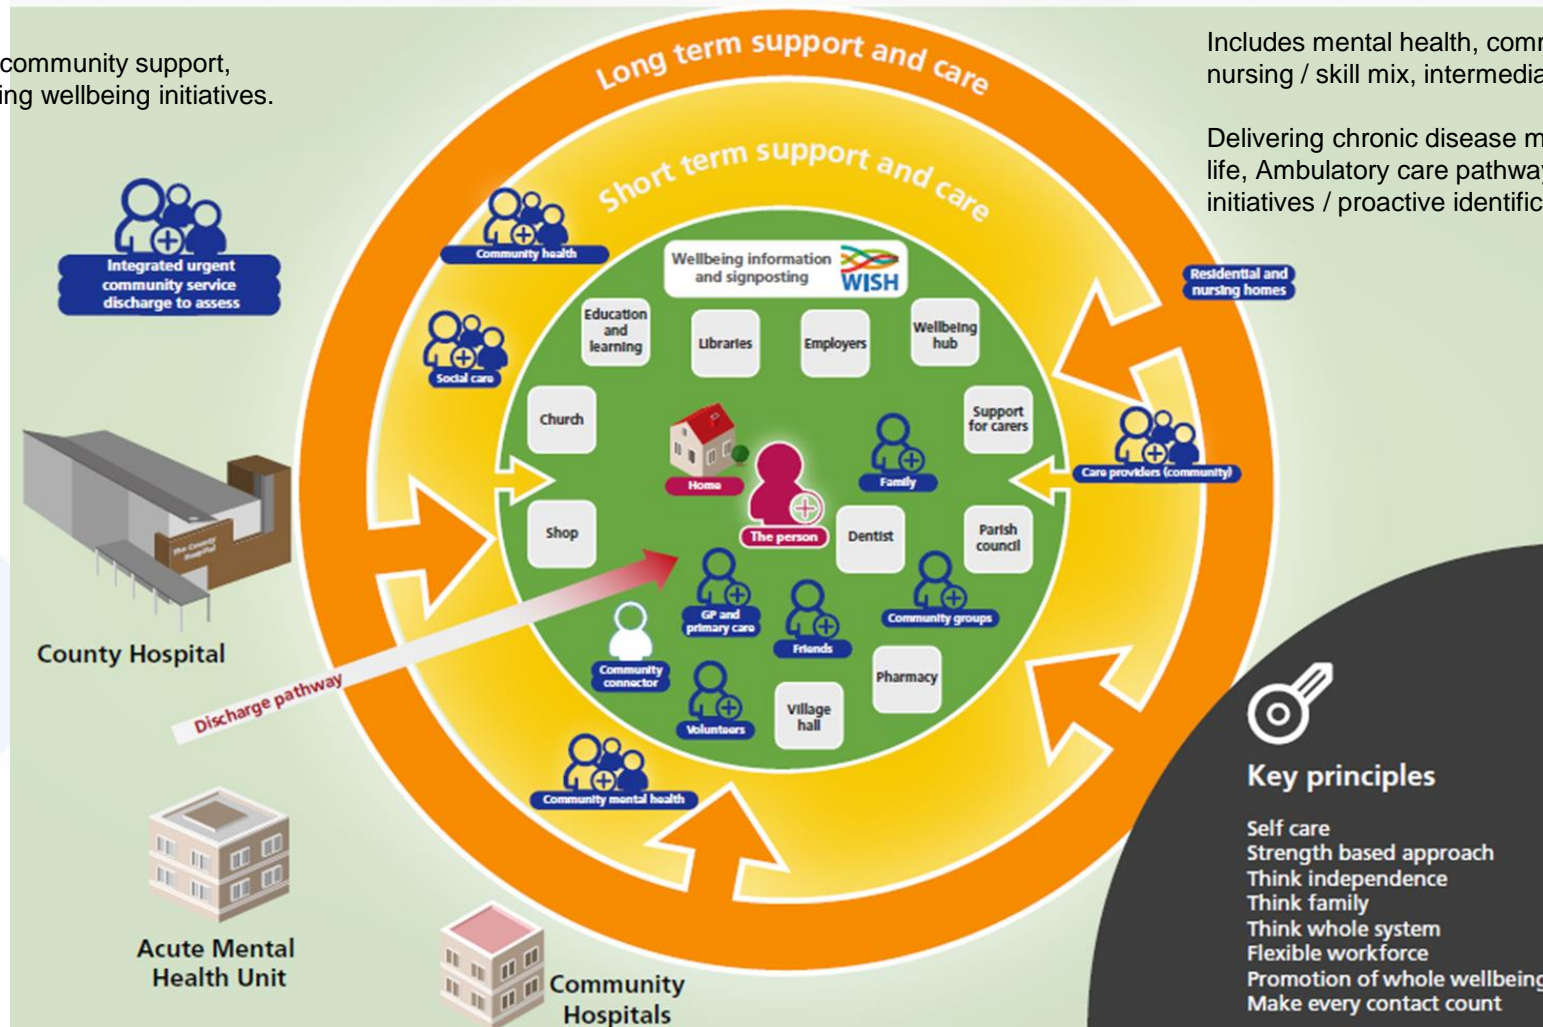 community support,
ing wellbeing initiatives.
Includes mental health, comm
nursing / skill mix, intermedia
Delivering chronic disease m
life, Ambulatory care pathway
initiatives / proactive identific
Long term support and care
Short term support and care
Integrated urgent
community service
discharge to assess
Community health
Social care
Wellbeing information
and signposting
WISH
Residential and
nursing homes
Education
and
learning
Libraries
Employers
Wellbeing
hub
Church
Support
for carers
Home
Family
Care providers (community)
The person
Shop
Dentist
Parish
council
The County
Hospital
County Hospital
GP and
primary care
Friends
Community groups
Community
connector
Volunteers
Village
hall
Pharmacy
Discharge pathway
Community mental health
Acute Mental
Health Unit
Community
Hospitals
Key principles
Self care
Strength based approach
Think independence
Think family
Think whole system
Flexible workforce
Promotion of whole wellbeing
Make every contact count